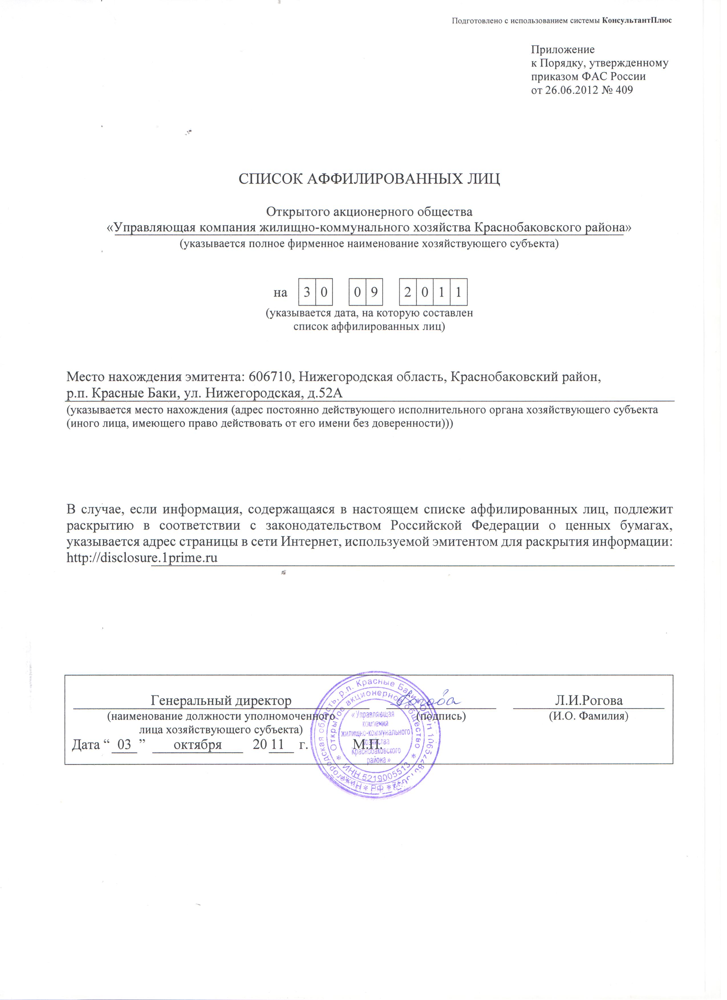 Подготовлено с использованием системы КонсультантПлюс
Приложение
к Порядку, утвержденному
приказом ФАС России
от 26.06.2012 № 409
СПИСОК АФФИЛИРОВАННЫХ ЛИЦ
Открытого акционерного общества
«Управляющая компания жилищно-коммунального хозяйства Краснобаковского района»
(указывается полное фирменное наименование хозяйствующего субъекта)
на 3 0 0 9 2 0 1 1
(указывается дата, на которую составлен
список аффилированных лиц)
Место нахождения эмитента: 606710, Нижегородская область, Краснобаковский район,
р.п. Красные Баки, ул. Нижегородская, д.52А
(указывается место нахождения (адрес постоянно действующего исполнительного органа хозяйствующего субъекта
(иного лица, имеющего право действовать от его имени без доверенности)))
В случае, если информация, содержащаяся в настоящем списке аффилированных лиц, подлежит
раскрытию в соответствии с законодательством Российской Федерации о ценных бумагах,
указывается адрес страницы в сети Интернет, используемой эмитентом для раскрытия информации:
http://disclosure.1prime.ru
Генеральный директор Рогова Л.И.Рогова
(наименование должности уполномоченного (подпись) (И.О. Фамилия)
лица хозяйствующего субъекта)
Дата “ 03 ” октября 20 11 г. М.П.
Нижегородская область, р.п. Красные Баки * ОГРН * РФ *
Открытое акционерное общество * ИНН 5219005513 *
«Управляющая
компания
жилищно-коммунального
хозяйства
Краснобаковского
района»